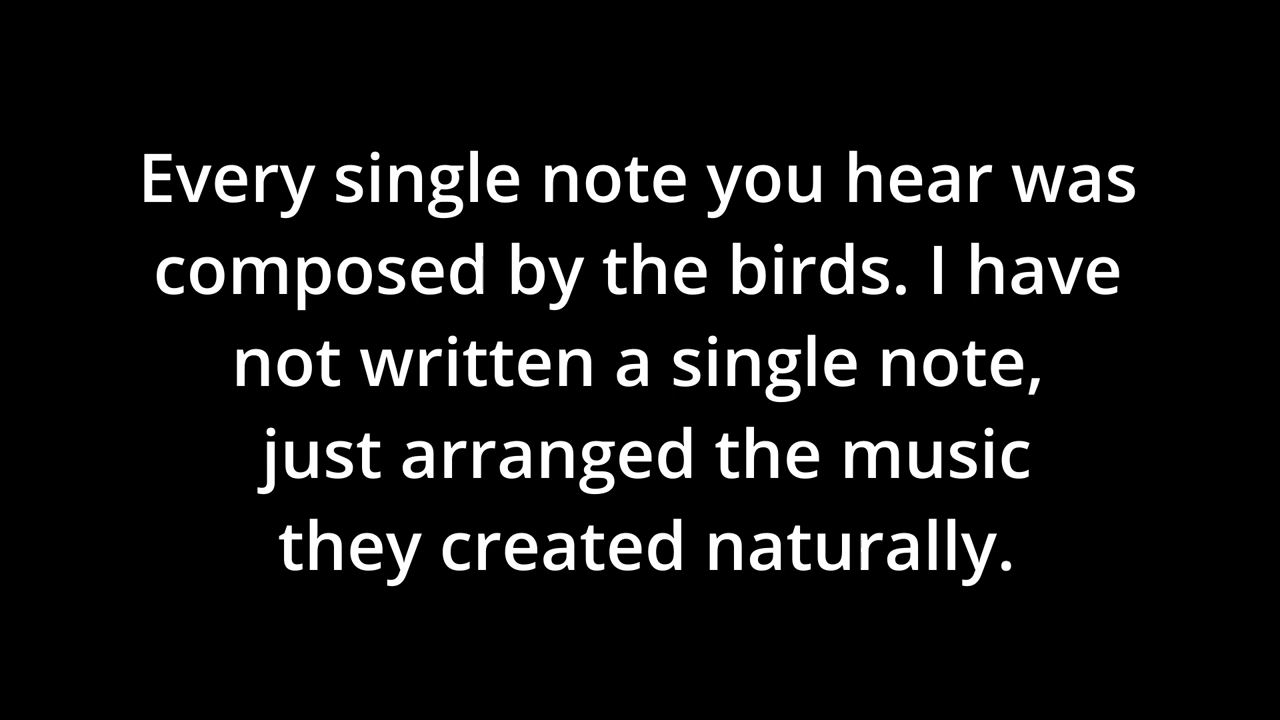 Every single note you hear was
composed by the birds. I have
not written a single note,
just arranged the music
they created naturally.